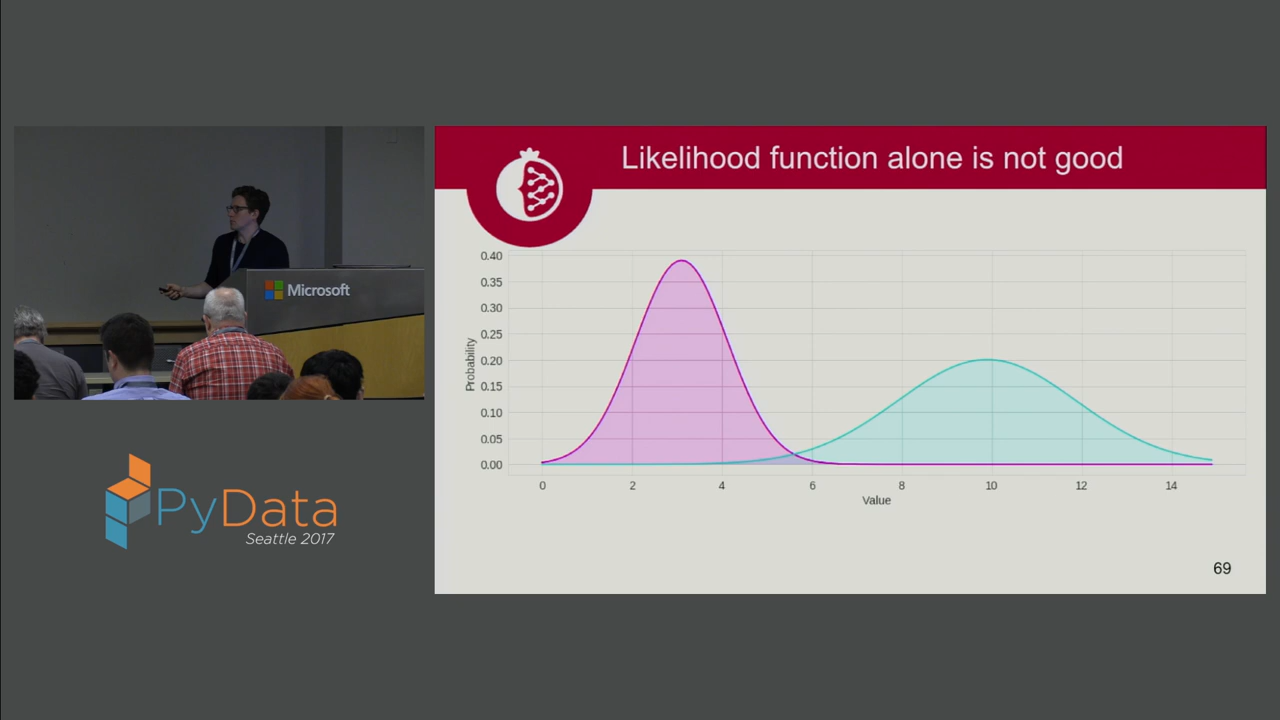 Likelihood function alone is not good
0.40
0.35
0.30
0.25
0.20
0.15
0.10
0.05
0.00
Probability
0 2 4 6 8 10 12 14
Value
69
Microsoft
PyData
Seattle 2017